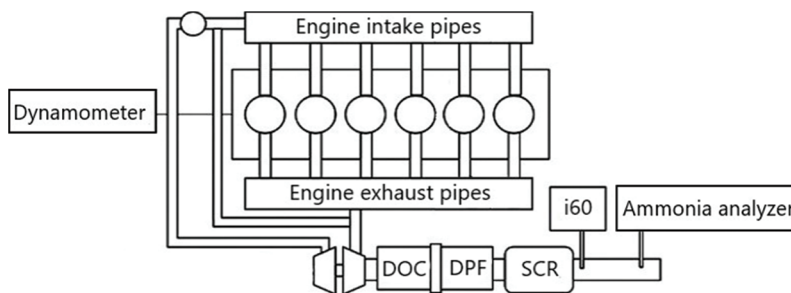 Engine intake pipes
Dynamometer
Engine exhaust pipes
i60
Ammonia analyzer
DOC
DPF
SCR